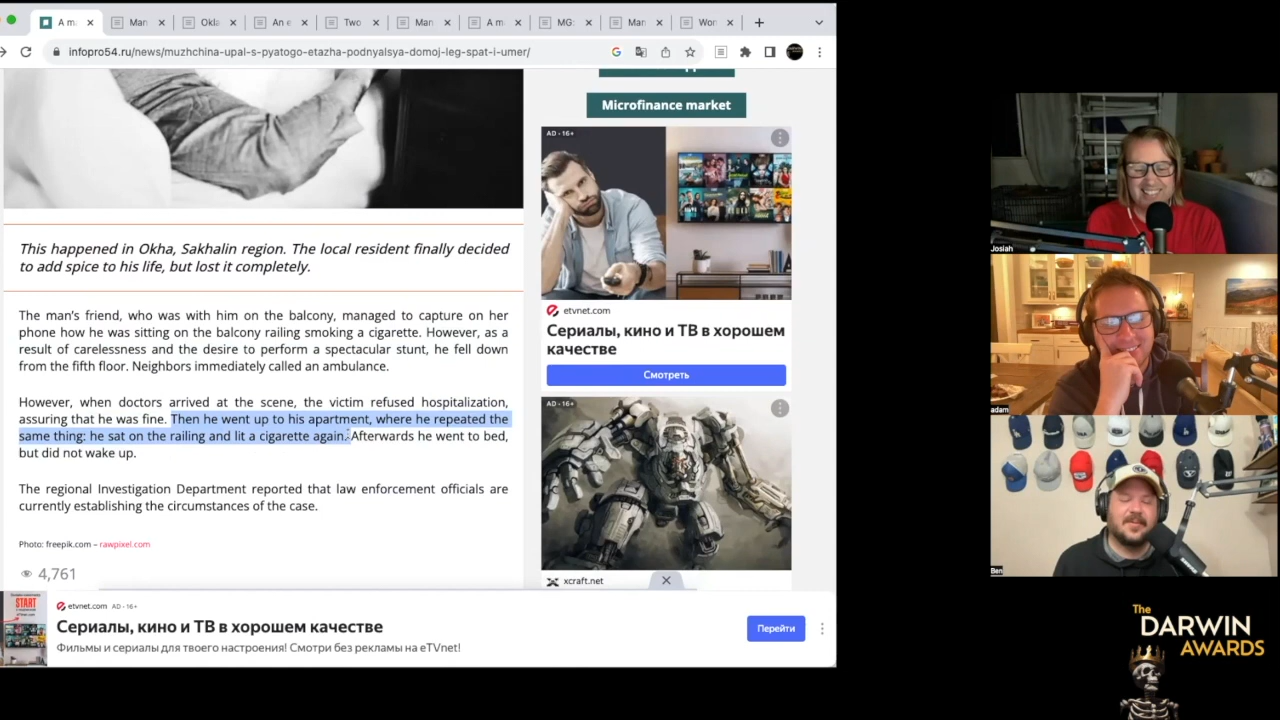 A ma
Man
Okla
An e
Two
Man
A m
MG
Man
Won
infopro54.ru/news/muzhchina-upal-s-pyatogo-etazha-podnyalsya-domoj-leg-spat-i-umer/
Microfinance market
AD • 16+
This happened in Okha, Sakhalin region. The local resident finally decided
to add spice to his life, but lost it completely.
etvnet.com
Сериалы, кино и ТВ в хорошем
качестве
Смотреть
The man's friend, who was with him on the balcony, managed to capture on her
phone how he was sitting on the balcony railing smoking a cigarette. However, as a
result of carelessness and the desire to perform a spectacular stunt, he fell down
from the fifth floor. Neighbors immediately called an ambulance.
However, when doctors arrived at the scene, the victim refused hospitalization,
assuring that he was fine. Then he went up to his apartment, where he repeated the
same thing: he sat on the railing and lit a cigarette again. Afterwards he went to bed,
but did not wake up.
The regional Investigation Department reported that law enforcement officials are
currently establishing the circumstances of the case.
Photo: freepik.com – rawpixel.com
4,761
AD • 16+
xcraft.net
START
etvnet.com AD • 16+
Сериалы, кино и ТВ в хорошем качестве
Фильмы и сериалы для твоего настроения! Смотри без рекламы на eTVnet!
Перейти
Josiah
adam
Ben
The
DARWIN
AWARDS